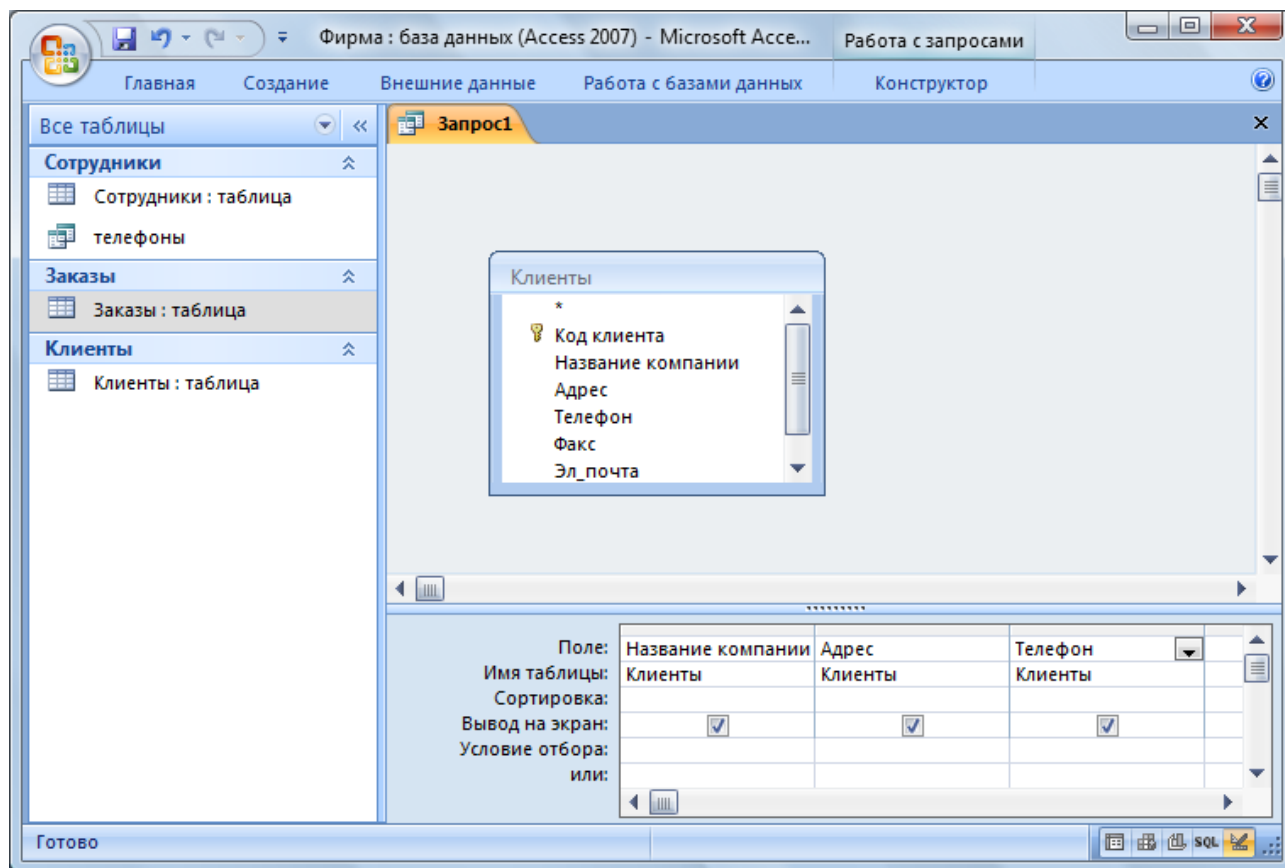 Фирма : база данных (Access 2007) - Microsoft Acce...
Работа с запросами
Главная Создание Внешние данные Работа с базами данных Конструктор
Все таблицы
Сотрудники
Сотрудники : таблица
телефоны
Заказы
Заказы : таблица
Клиенты
Клиенты : таблица
Запрос1
Клиенты
*
Код клиента
Название компании
Адрес
Телефон
Факс
Эл_почта
Поле: Название компании Адрес Телефон
Имя таблицы: Клиенты Клиенты Клиенты
Сортировка:
Вывод на экран:
Условие отбора:
или:
Готово
SQL